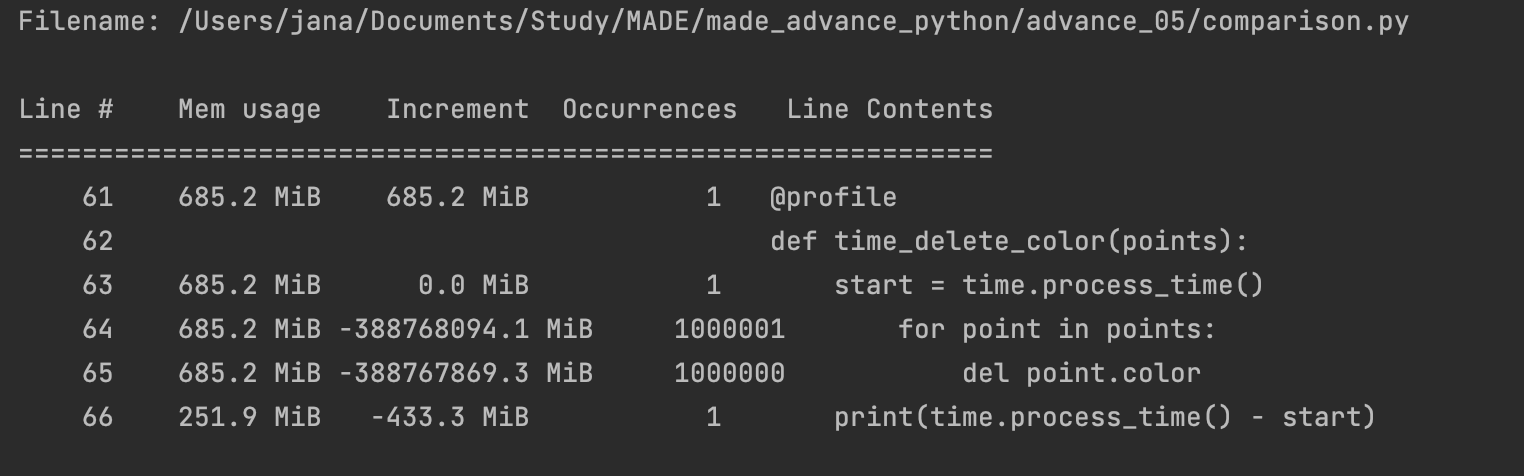 Filename: /Users/jana/Documents/Study/MADE/made_advance_python/advance_05/comparison.py
Line #    Mem usage    Increment  Occurrences   Line Contents
=============================================================
    61    685.2 MiB    685.2 MiB           1   @profile
    62                                         def time_delete_color(points):
    63    685.2 MiB      0.0 MiB           1       start = time.process_time()
    64    685.2 MiB -388768094.1 MiB     1000001       for point in points:
    65    685.2 MiB -388767869.3 MiB     1000000           del point.color
    66    251.9 MiB   -433.3 MiB           1       print(time.process_time() - start)